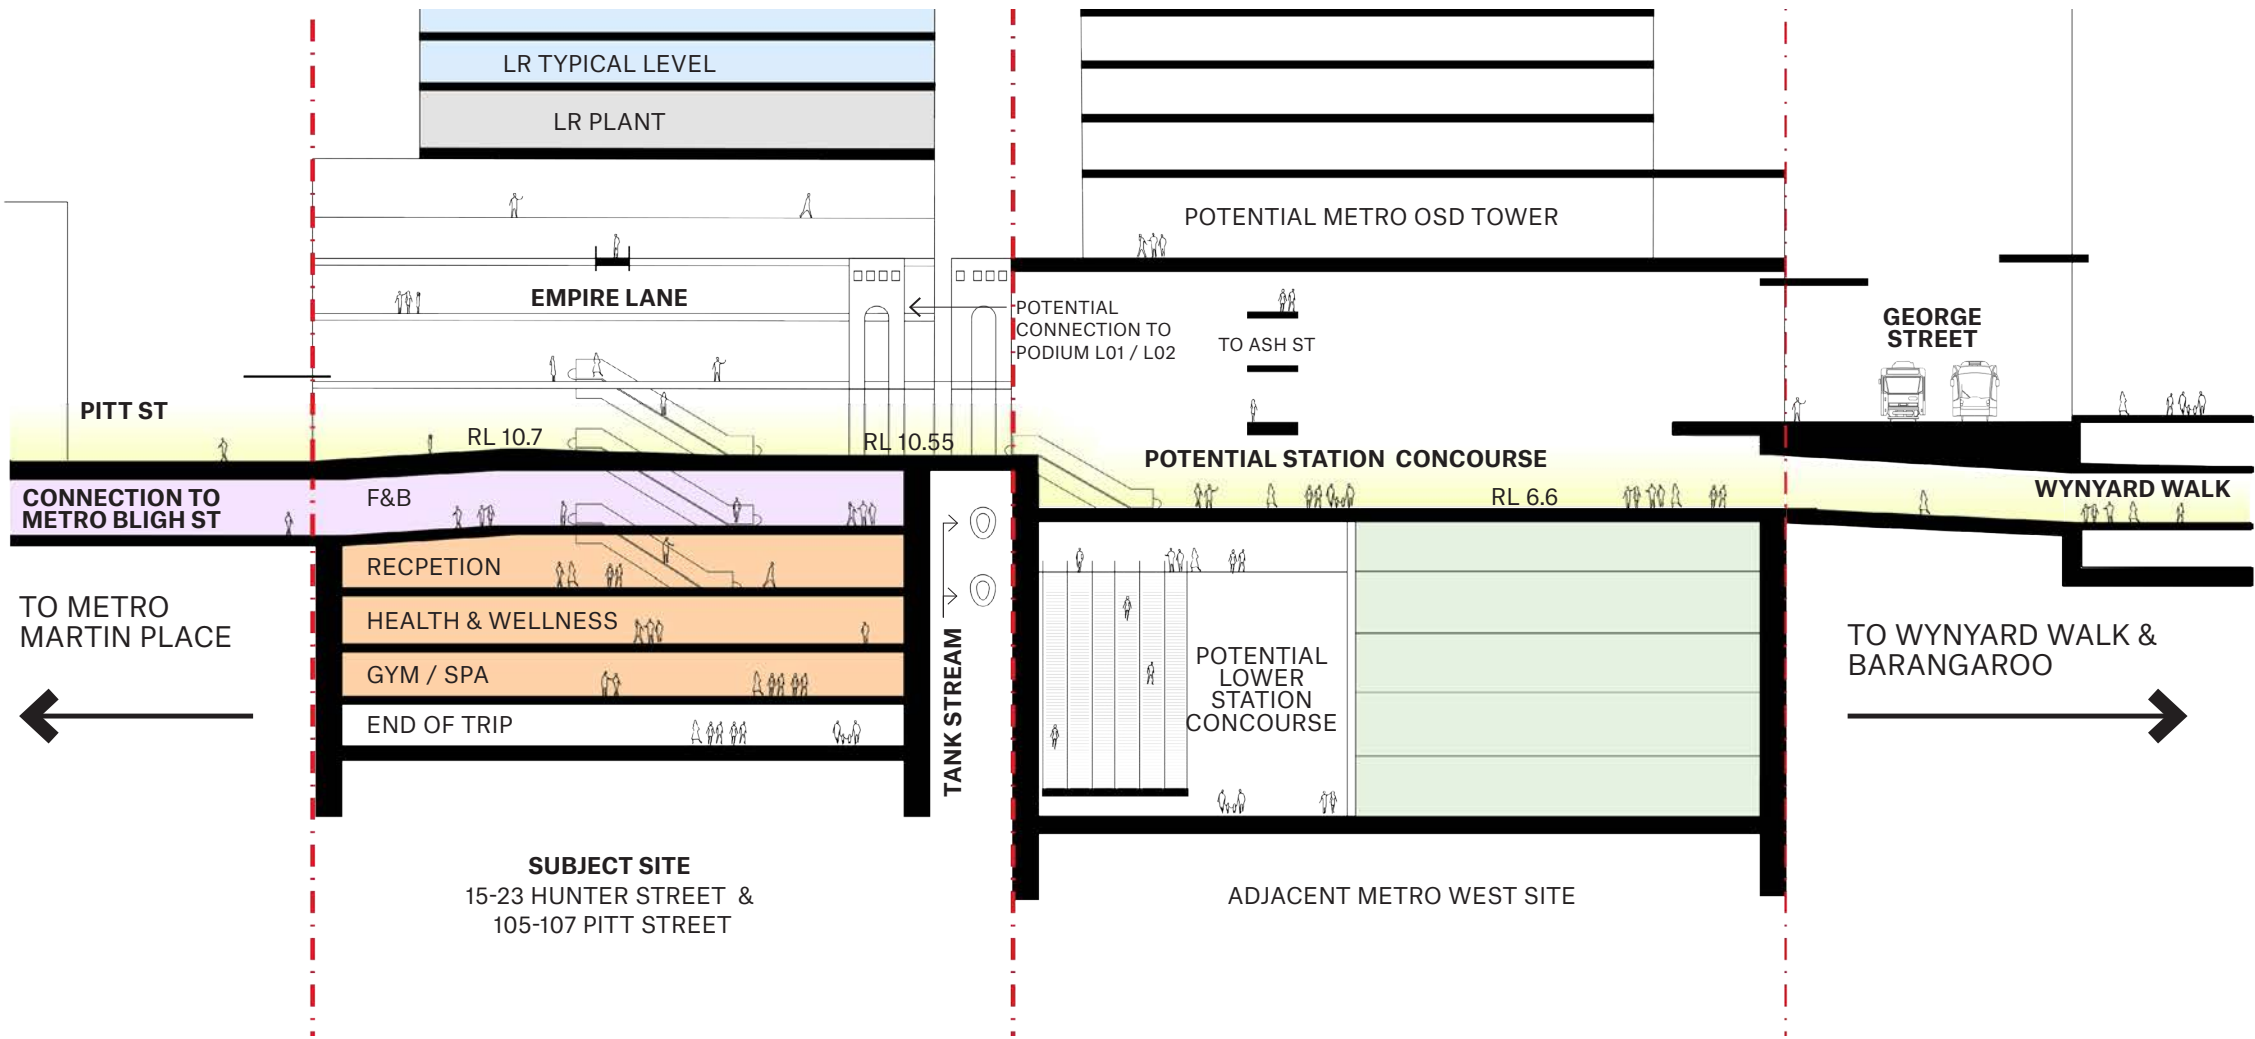 LR TYPICAL LEVEL
LR PLANT
POTENTIAL METRO OSD TOWER
EMPIRE LANE
POTENTIAL
CONNECTION TO
PODIUM L01 / L02
TO ASH ST
GEORGE
STREET
PITT ST
RL 10.7
RL 10.55
POTENTIAL STATION CONCOURSE
RL 6.6
WYNYARD WALK
CONNECTION TO
METRO BLIGH ST
F&B
RECPETION
HEALTH & WELLNESS
GYM / SPA
END OF TRIP
TANK STREAM
TO METRO
MARTIN PLACE
POTENTIAL
LOWER
STATION
CONCOURSE
TO WYNYARD WALK &
BARANGAROO
SUBJECT SITE
15-23 HUNTER STREET &
105-107 PITT STREET
ADJACENT METRO WEST SITE